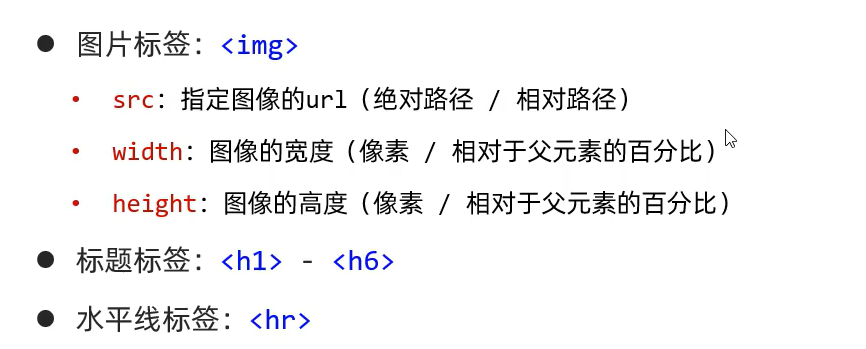 ● 图片标签：<img>
• src：指定图像的url（绝对路径 / 相对路径）
• width：图像的宽度（像素 / 相对于父元素的百分比）
• height：图像的高度（像素 / 相对于父元素的百分比）
● 标题标签：<h1> - <h6>
● 水平线标签：<hr>